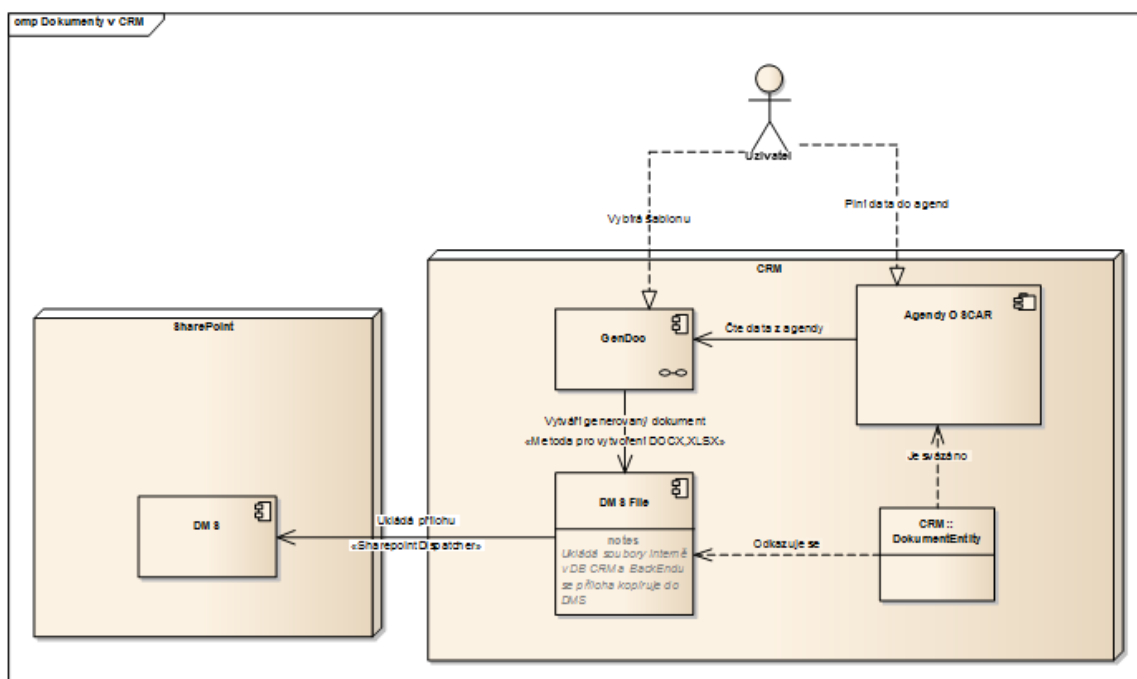 omp Dokumenty v CRM
Uzivatel
Vybírá šablonu
Plní data do agend
CRM
SharePoint
GenDoc
Čte data z agendy
Agendy OSCAR
Vytváří generovaný dokument
«Metoda pro vytvoření DOCX,XLSX»
Je svázáno
DMS
Ukládá přílohu
«SharepointDispatcher»
DMS File
notes
Ukládá soubory interně
v DB CRM a BackEndu
se příloha kopíruje do
DMS
Odkazuje se
CRM ::
DokumentEntity